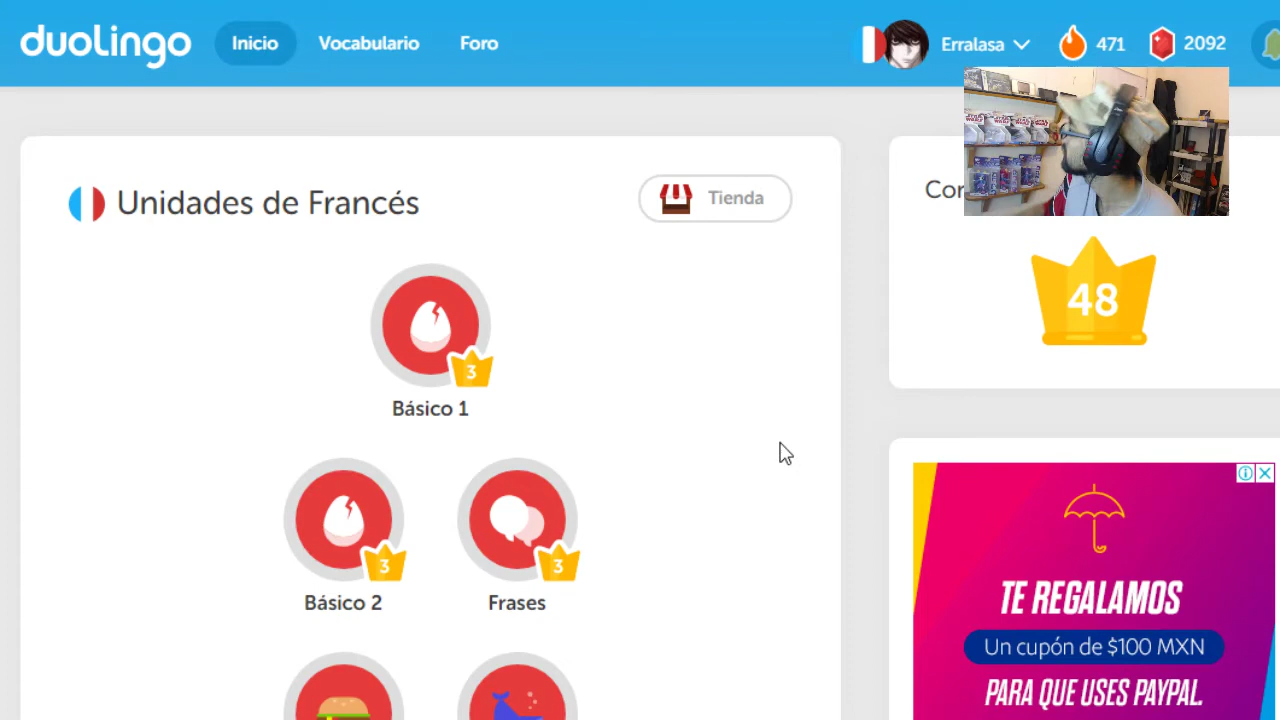 duolingo
Inicio
Vocabulario
Foro
Erralasa
471
2092
Unidades de Francés
Tienda
3
Básico 1
48
3
Básico 2
3
Frases
TE REGALAMOS
Un cupón de $100 MXN
PARA QUE USES PAYPAL.